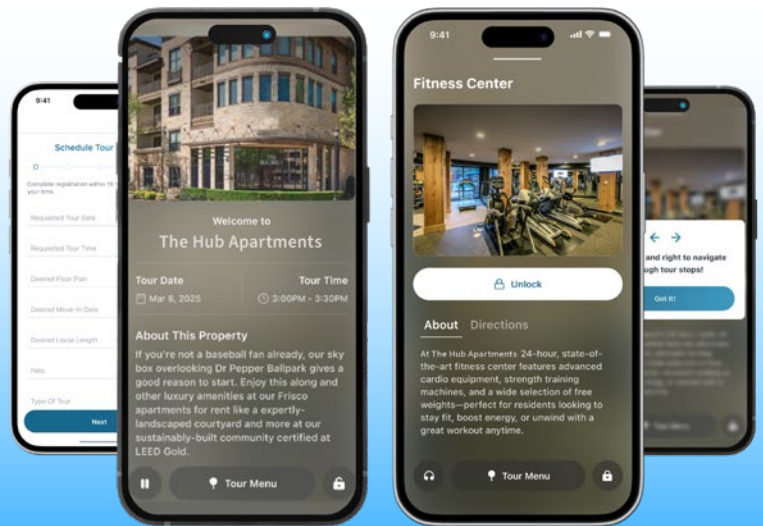 9:41
Schedule Tour
Complete registration within 15
your time.
Requested Tour Date
Requested Tour Time
Desired Floor Plan
Desired Move-in Date
Desired Lease Length
Pets
Type Of Tour
Next
Welcome to
The Hub Apartments
Tour Date
Tour Time
Mar 8, 2025
3:00PM - 3:30PM
About This Property
If you're not a baseball fan already, our sky
box overlooking Dr Pepper Ballpark gives a
good reason to start. Enjoy this along and
other luxury amenities at our Frisco
apartments for rent like a expertly-
landscaped courtyard and more at our
sustainably-built community certified at
LEED Gold.
Tour Menu
9:41
Fitness Center
Unlock
About Directions
At The Hub Apartments 24-hour, state-of-
the-art fitness center features advanced
cardio equipment, strength training
machines, and a wide selection of free
weights—perfect for residents looking to
stay fit, boost energy, or unwind with a
great workout anytime.
Tour Menu
and right to navigate
ugh tour stops!
Got It!
Tour Menu